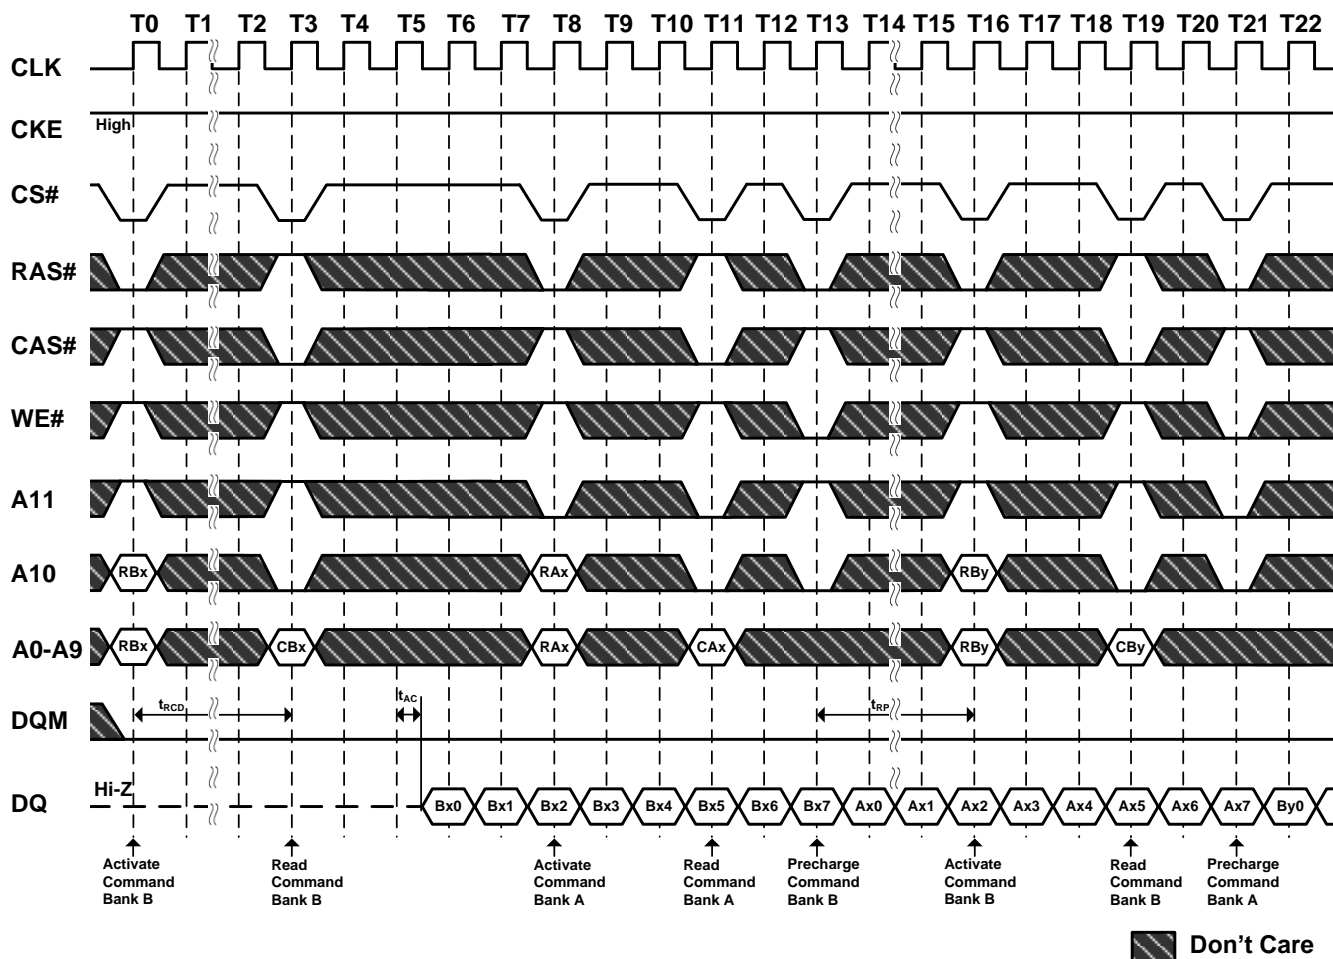 T0 T1 T2 T3 T4 T5 T6 T7 T8 T9 T10 T11 T12 T13 T14 T15 T16 T17 T18 T19 T20 T21 T22
CLK
CKE High
CS#
RAS#
CAS#
WE#
A11
A10 RBx RAx RBy
A0-A9 RBx CBx RAx CAx RBy CBy
DQM tRCD tAC tRP
DQ Hi-Z Bx0 Bx1 Bx2 Bx3 Bx4 Bx5 Bx6 Bx7 Ax0 Ax1 Ax2 Ax3 Ax4 Ax5 Ax6 Ax7 By0
Activate
Command
Bank B
Read
Command
Bank B
Activate
Command
Bank A
Read
Command
Bank A
Precharge
Command
Bank B
Activate
Command
Bank B
Read
Command
Bank B
Precharge
Command
Bank A
Don't Care